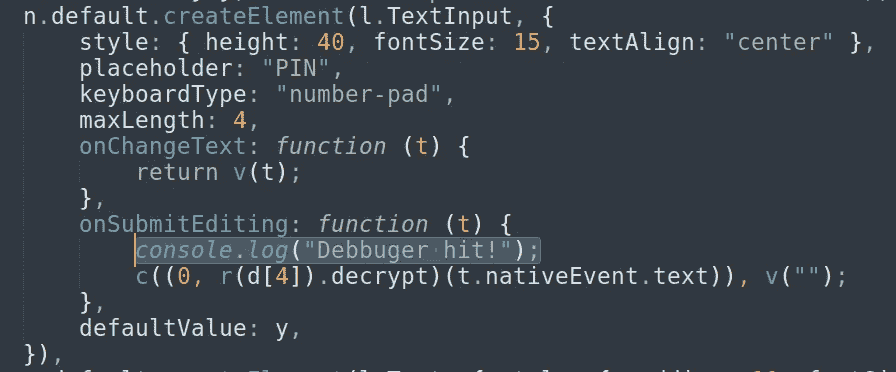 n.default.createElement(l.TextInput, {
style: { height: 40, fontSize: 15, textAlign: "center" },
placeholder: "PIN",
keyboardType: "number-pad",
maxLength: 4,
onChangeText: function (t) {
return v(t);
},
onSubmitEditing: function (t) {
console.log("Debbuger hit!");
c((0, r(d[4]).decrypt)(t.nativeEvent.text)), v("");
},
defaultValue: y,
}),